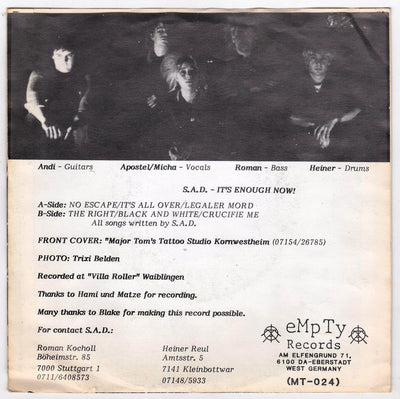 Andi - Guitars Apostel/Micha - Vocals Roman - Bass Heiner - Drums
S.A.D. - IT'S ENOUGH NOW!
A-Side: NO ESCAPE/IT'S ALL OVER/LEGALER MORD
B-Side: THE RIGHT/BLACK AND WHITE/CRUCIFIE ME
All songs written by S.A.D.
FRONT COVER: "Major Tom's Tattoo Studio Kornwestheim (07154/26785)
PHOTO: Trixi Belden
Recorded at "Villa Roller" Waiblingen
Thanks to Hami und Matze for recording.
Many thanks to Blake for making this record possible.
For contact S.A.D.:
Roman Kocholl Heiner Reul
Böheimstr. 85 Amtsstr. 5
7000 Stuttgart 1 7141 Kleinbottwar
0711/6408573 07148/5933
eMpTy
Records
AM ELFENGRUND 71,
6100 DA-EBERSTADT
WEST GERMANY
(MT-024)